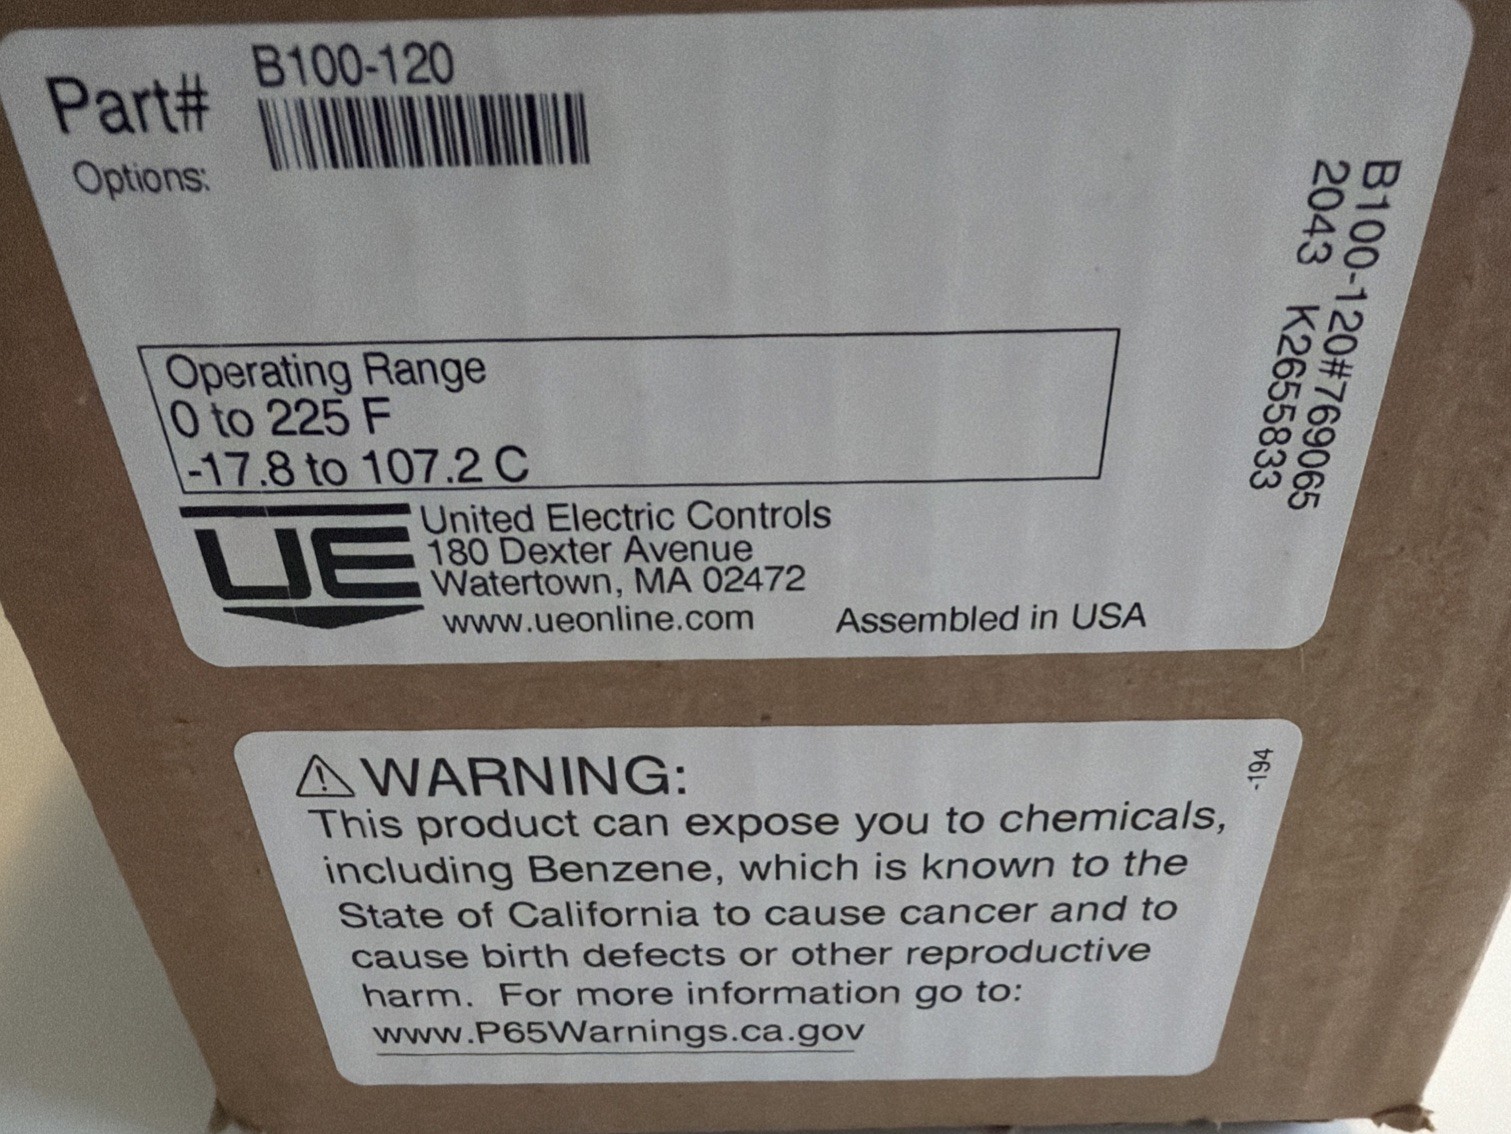 Part# B100-120
Options:
Operating Range
0 to 225 F
-17.8 to 107.2 C
UE
United Electric Controls
180 Dexter Avenue
Watertown, MA 02472
www.ueonline.com Assembled in USA
B100-120#769065
2043 K2655833
WARNING:
This product can expose you to chemicals,
including Benzene, which is known to the
State of California to cause cancer and to
cause birth defects or other reproductive
harm. For more information go to:
www.P65Warnings.ca.gov
-194